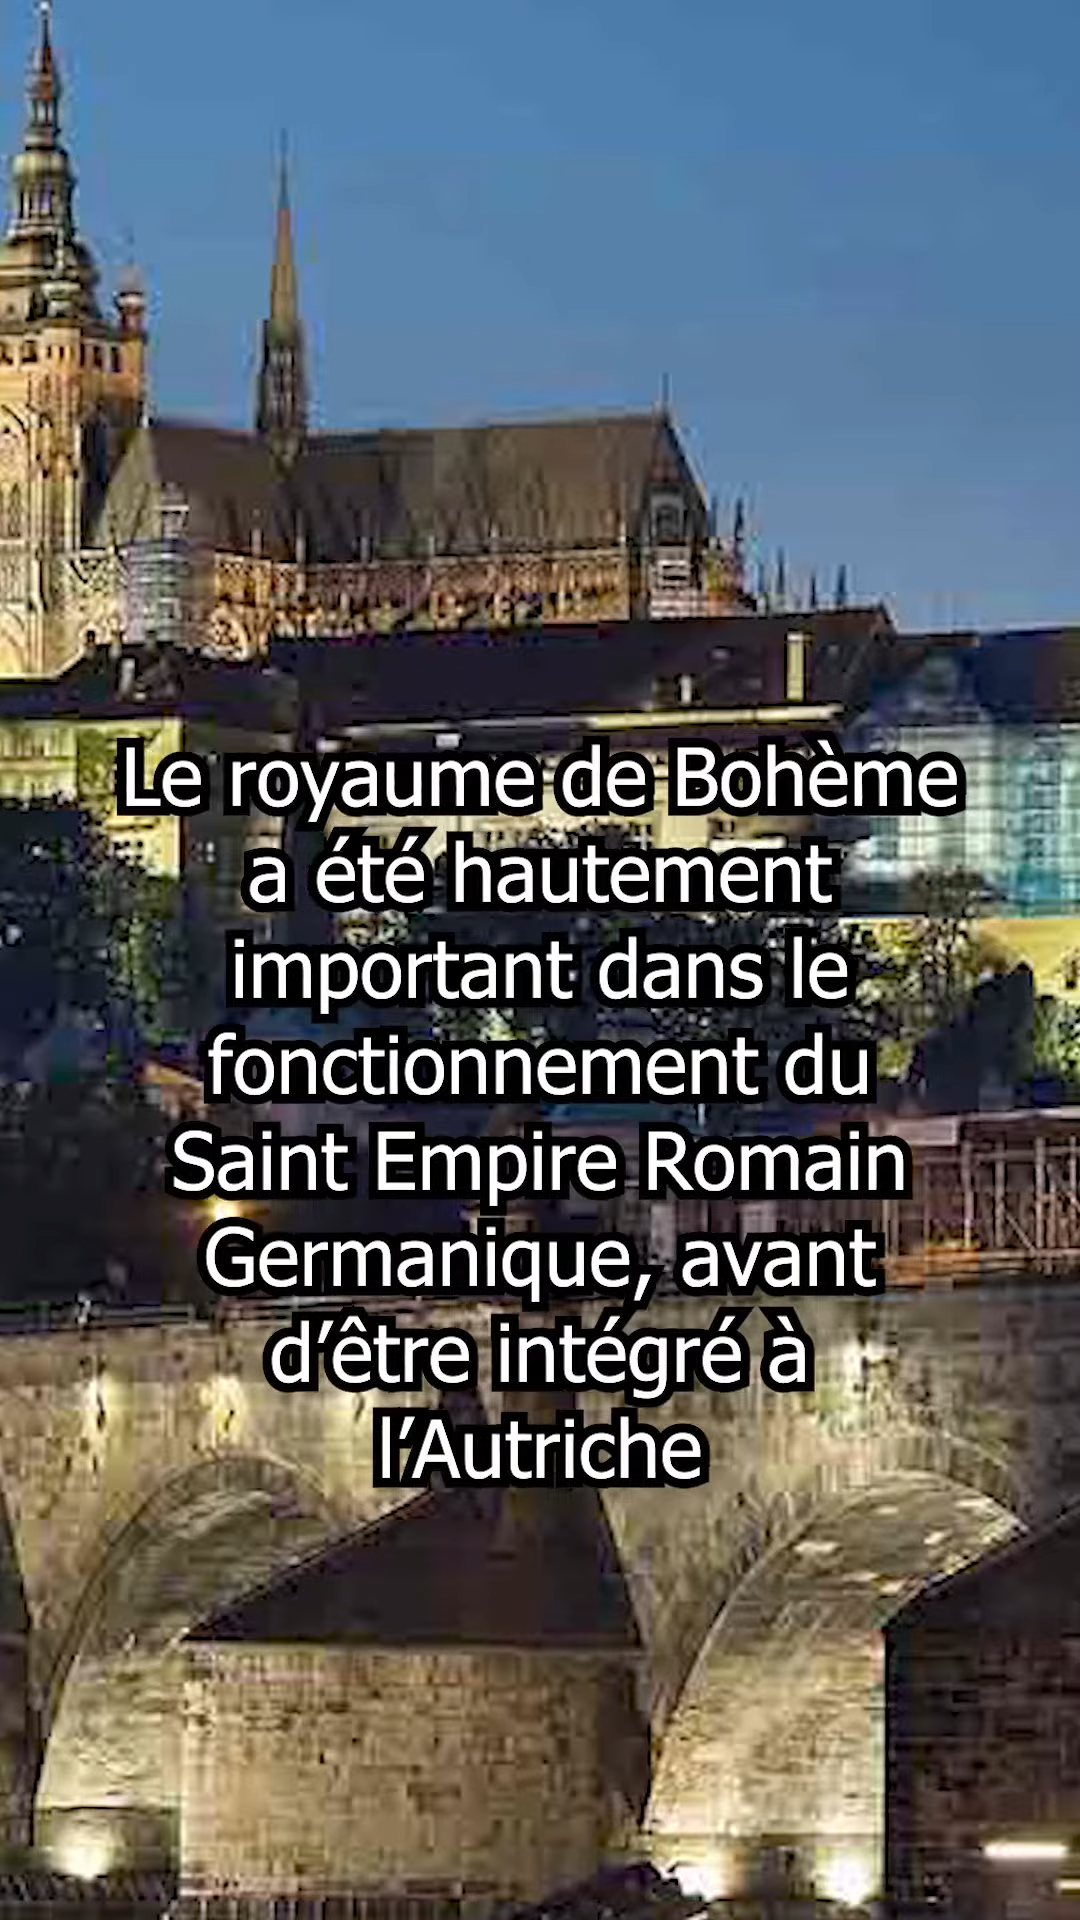 Le royaume de Bohème
a été hautement
important dans le
fonctionnement du
Saint Empire Romain
Germanique, avant
d’être intégré à
l’Autriche